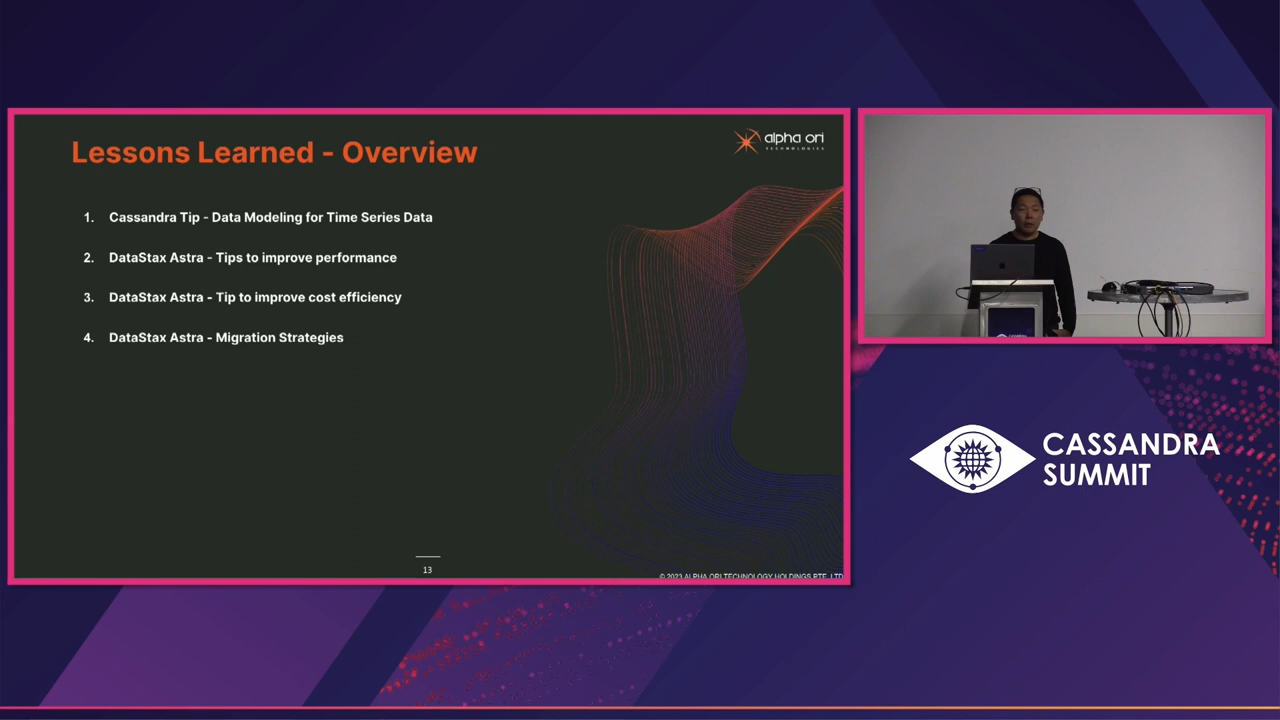 Lessons Learned - Overview
alpha ori
TECHNOLOGIES
1. Cassandra Tip - Data Modeling for Time Series Data
2. DataStax Astra - Tips to improve performance
3. DataStax Astra - Tip to improve cost efficiency
4. DataStax Astra - Migration Strategies
13
© 2023 ALPHA ORI TECHNOLOGY HOLDINGS PTE. LTD
CASSANDRA
SUMMIT